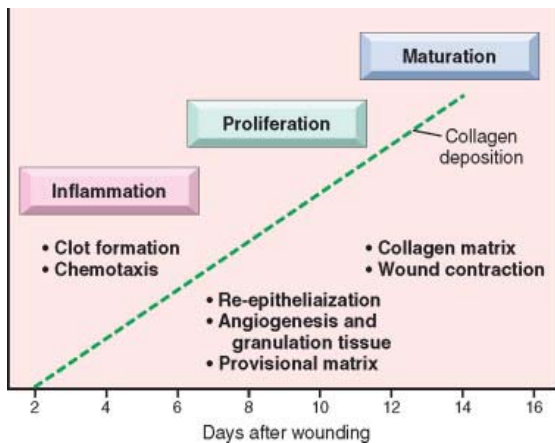 Maturation
Proliferation
Collagen
deposition
Inflammation
• Clot formation
• Chemotaxis
• Collagen matrix
• Wound contraction
• Re-epitheliaization
• Angiogenesis and
granulation tissue
• Provisional matrix
2 4 6 8 10 12 14 16
Days after wounding